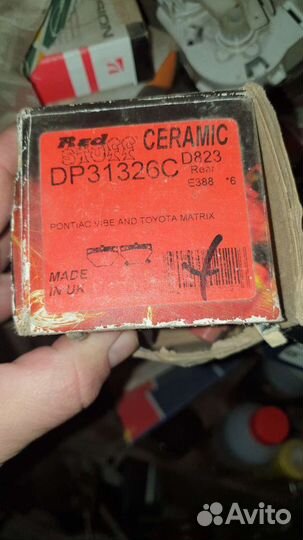 Red
STUFF
CERAMIC
DP31326C
D823
Rear
E388 *6
PONTIAC VIBE AND TOYOTA MATRIX
MADE
IN UK
Avito